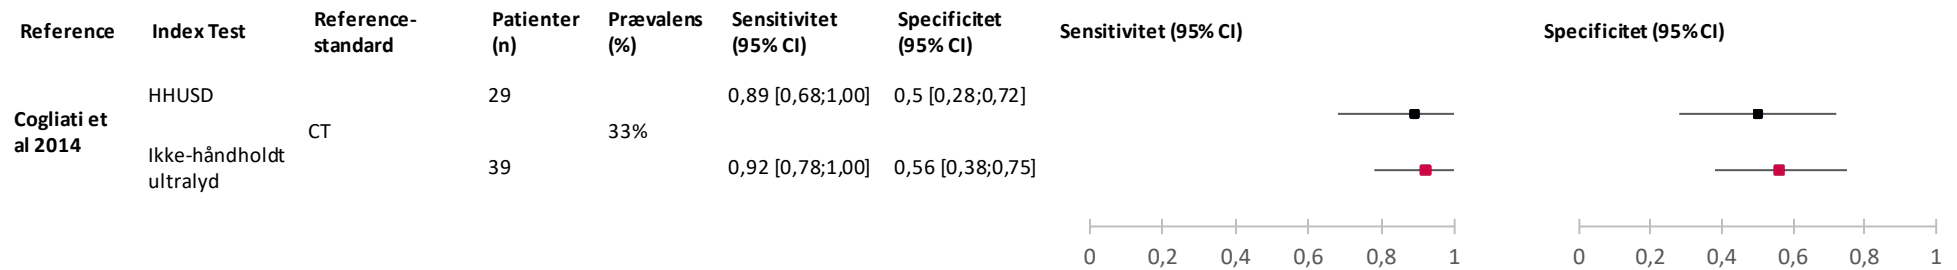 Reference Index Test Reference-standard Patienter (n) Prævalens (%) Sensitivitet (95% CI) Specificitet (95% CI) Sensitivitet (95% CI) Specificitet (95% CI)
Cogliati et
al 2014
HHUSD 29 0,89 [0,68;1,00] 0,5 [0,28;0,72]
CT 33%
Ikke-håndholdt
ultralyd
39 0,92 [0,78;1,00] 0,56 [0,38;0,75]
0 0,2 0,4 0,6 0,8 1
0 0,2 0,4 0,6 0,8 1